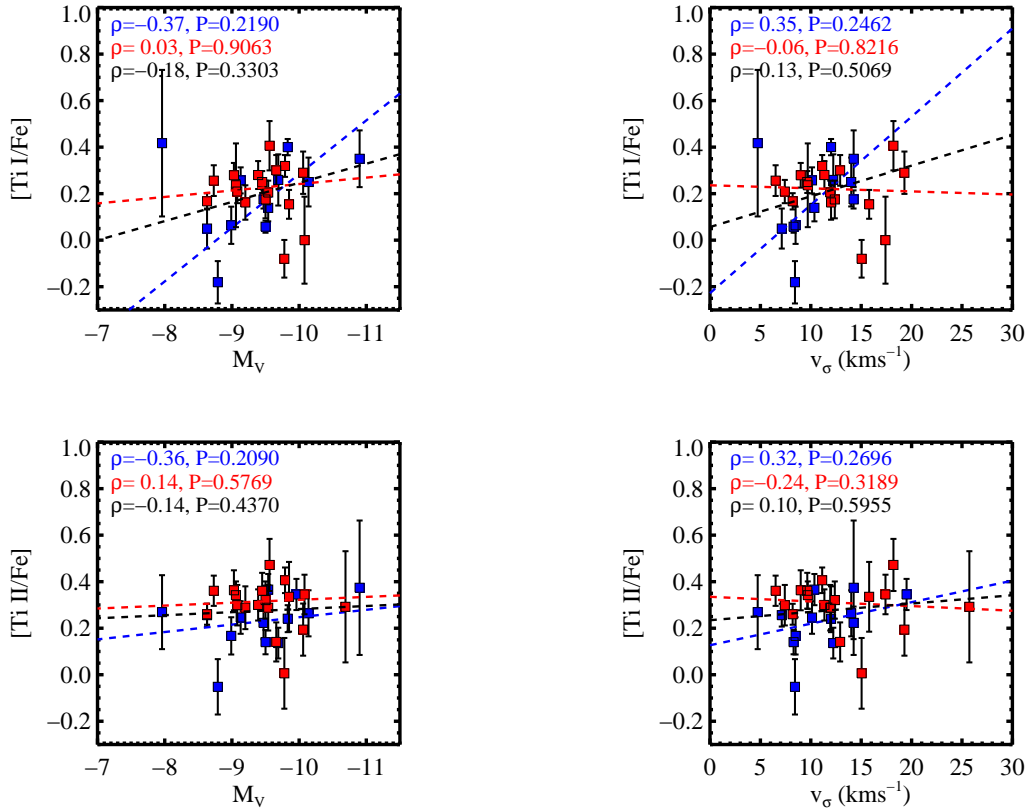 ρ=−0.37, P=0.2190
ρ= 0.03, P=0.9063
ρ=−0.18, P=0.3303
[Ti I/Fe]
1.0
0.8
0.6
0.4
0.2
0.0
−0.2
−7 −8 −9 −10 −11
M_V
ρ= 0.35, P=0.2462
ρ=−0.06, P=0.8216
ρ= 0.13, P=0.5069
[Ti I/Fe]
1.0
0.8
0.6
0.4
0.2
0.0
−0.2
0 5 10 15 20 25 30
v_σ (kms⁻¹)
ρ=−0.36, P=0.2090
ρ= 0.14, P=0.5769
ρ=−0.14, P=0.4370
[Ti II/Fe]
1.0
0.8
0.6
0.4
0.2
0.0
−0.2
−7 −8 −9 −10 −11
M_V
ρ= 0.32, P=0.2696
ρ=−0.24, P=0.3189
ρ= 0.10, P=0.5955
[Ti II/Fe]
1.0
0.8
0.6
0.4
0.2
0.0
−0.2
0 5 10 15 20 25 30
v_σ (kms⁻¹)